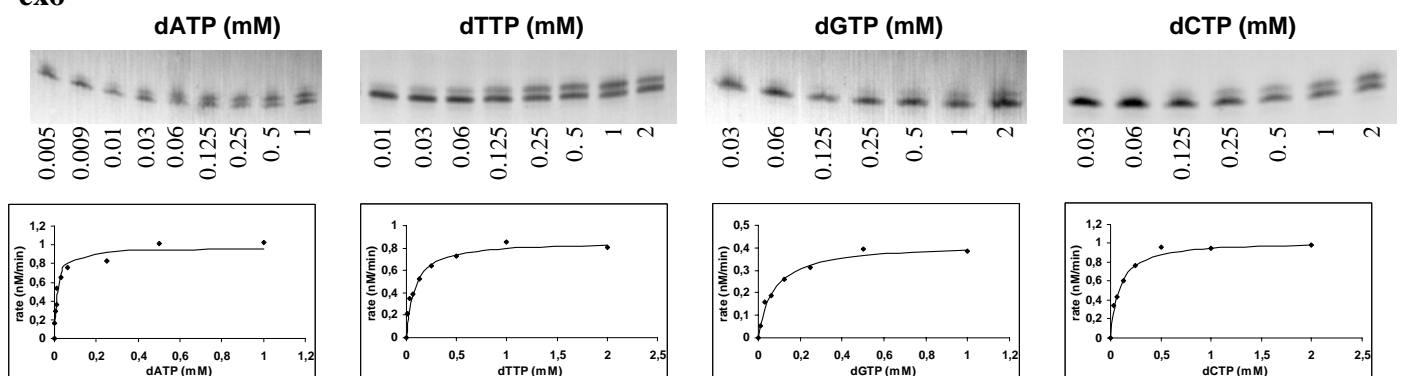 exo
dATP (mM)
0.005 0.009 0.01 0.03 0.06 0.125 0.25 0. 5 1
1,2
1
0,8
0,6
0,4
0,2
0
rate (nM/min)
0 0,2 0,4 0,6 0,8 1 1,2
dATP (mM)
dTTP (mM)
0.01 0.03 0.06 0.125 0.25 0. 5 1 2
1
0,8
0,6
0,4
0,2
0
rate (nM/min)
0 0,5 1 1,5 2 2,5
dTTP (mM)
dGTP (mM)
0.03 0.06 0.125 0.25 0. 5 1 2
0,5
0,4
0,3
0,2
0,1
0
rate (nM/min)
0 0,2 0,4 0,6 0,8 1 1,2
dGTP (mM)
dCTP (mM)
0.03 0.06 0.125 0.25 0. 5 1 2
1,2
1
0,8
0,6
0,4
0,2
0
rate (nM/min)
0 0,5 1 1,5 2 2,5
dCTP (mM)